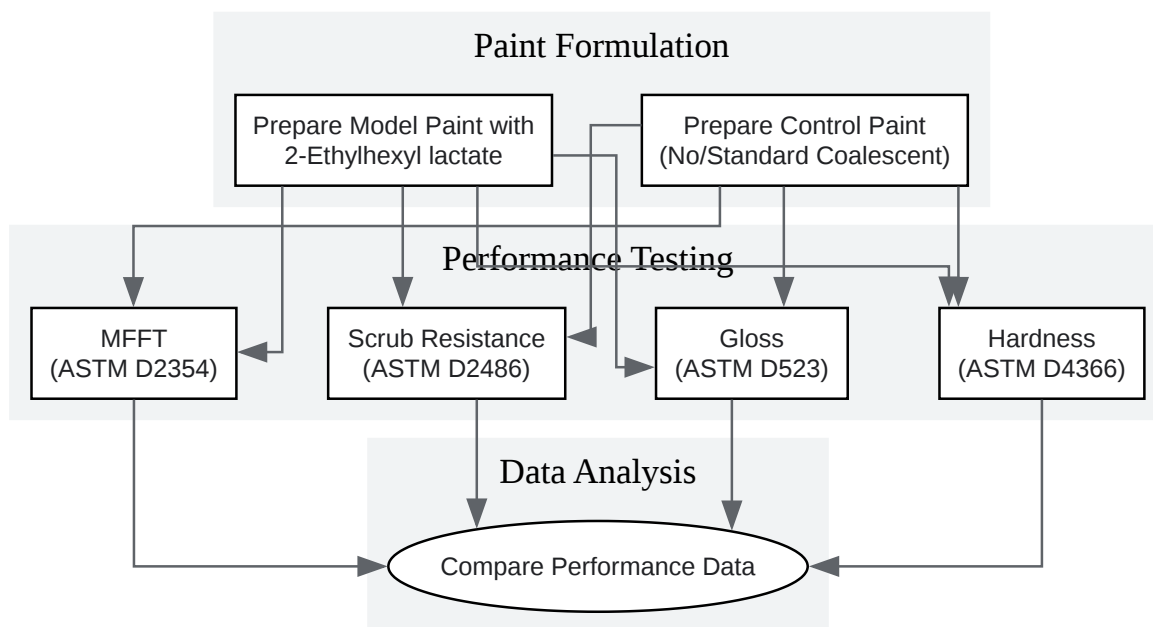 Paint Formulation
Prepare Model Paint with
2-Ethylhexyl lactate
Prepare Control Paint
(No/Standard Coalescent)
Performance Testing
MFFT
(ASTM D2354)
Scrub Resistance
(ASTM D2486)
Gloss
(ASTM D523)
Hardness
(ASTM D4366)
Data Analysis
Compare Performance Data